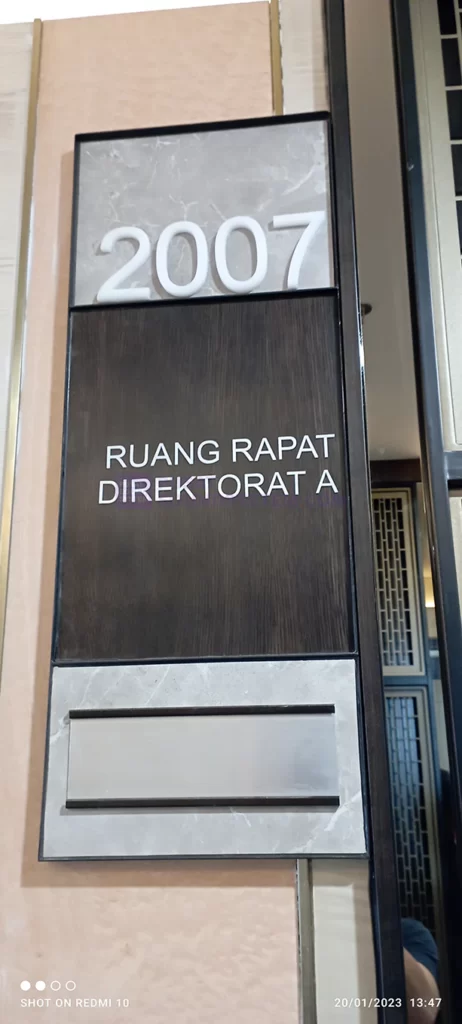 2007
RUANG RAPAT
DIREKTORAT A
SHOT ON REDMI 10
20/01/2023 13:47